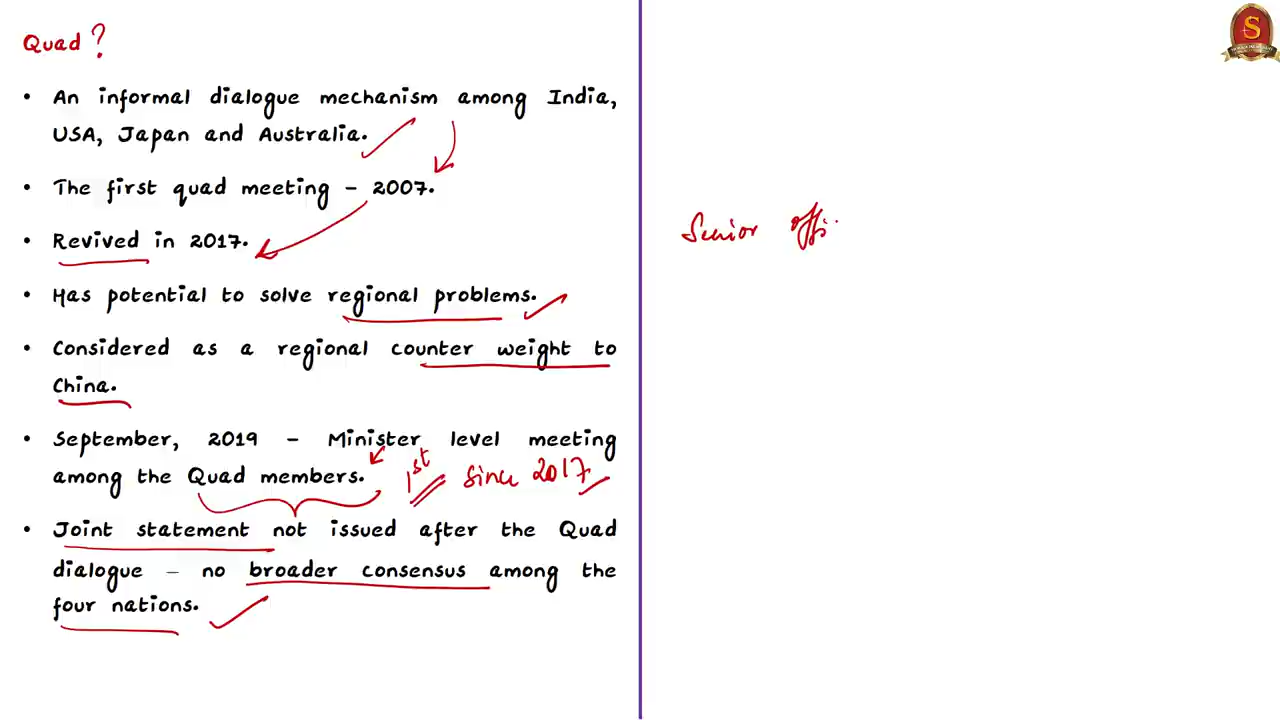 Quad?
• An informal dialogue mechanism among India,
USA, Japan and Australia.
• The first quad meeting – 2007.
• Revived in 2017.
• Has potential to solve regional problems.
• Considered as a regional counter weight to
China.
• September, 2019 – Minister level meeting
among the Quad members. 1st since 2017
• Joint statement not issued after the Quad
dialogue – no broader consensus among the
four nations.
Senior offi
S